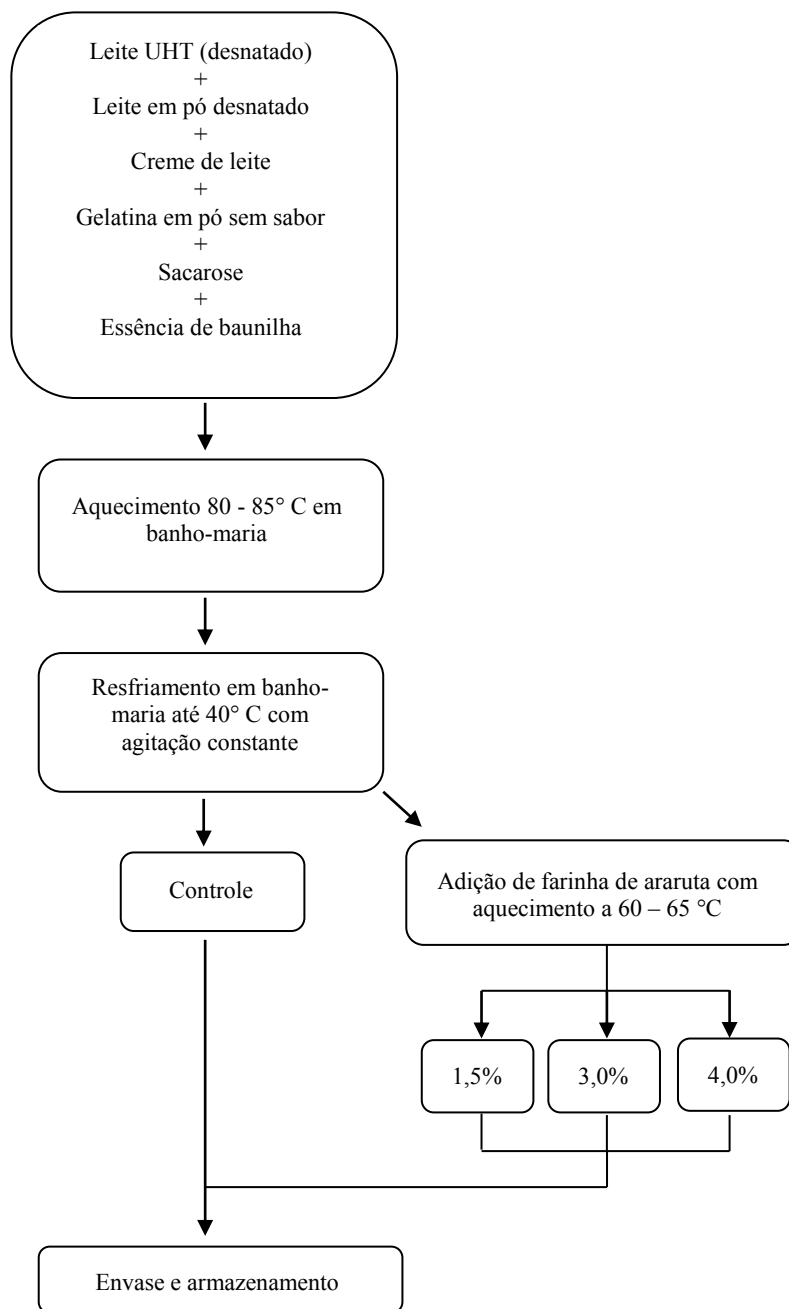 Leite UHT (desnatado)
+
Leite em pó desnatado
+
Creme de leite
+
Gelatina em pó sem sabor
+
Sacarose
+
Essência de baunilha
Aquecimento 80 - 85° C em
banho-maria
Resfriamento em banho-
maria até 40° C com
agitação constante
Controle
Adição de farinha de araruta com
aquecimento a 60 – 65 °C
1,5%
3,0%
4,0%
Envase e armazenamento